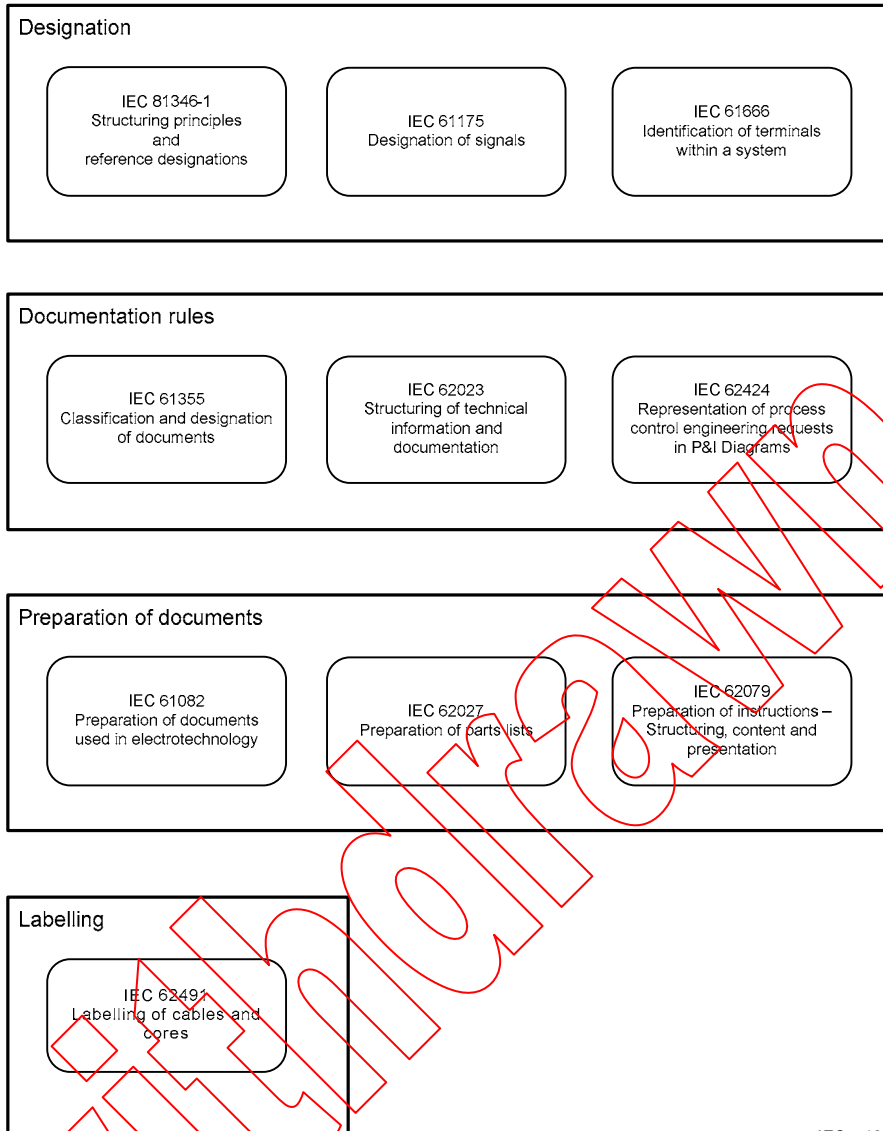 Designation
IEC 81346-1
Structuring principles
and
reference designations
IEC 61175
Designation of signals
IEC 61666
Identification of terminals
within a system
Documentation rules
IEC 61355
Classification and designation
of documents
IEC 62023
Structuring of technical
information and
documentation
IEC 62424
Representation of process
control engineering requests
in P&I Diagrams
Preparation of documents
IEC 61082
Preparation of documents
used in electrotechnology
IEC 62027
Preparation of parts lists
IEC 62079
Preparation of instructions –
Structuring, content and
presentation
Labelling
IEC 62491
Labelling of cables and
cores